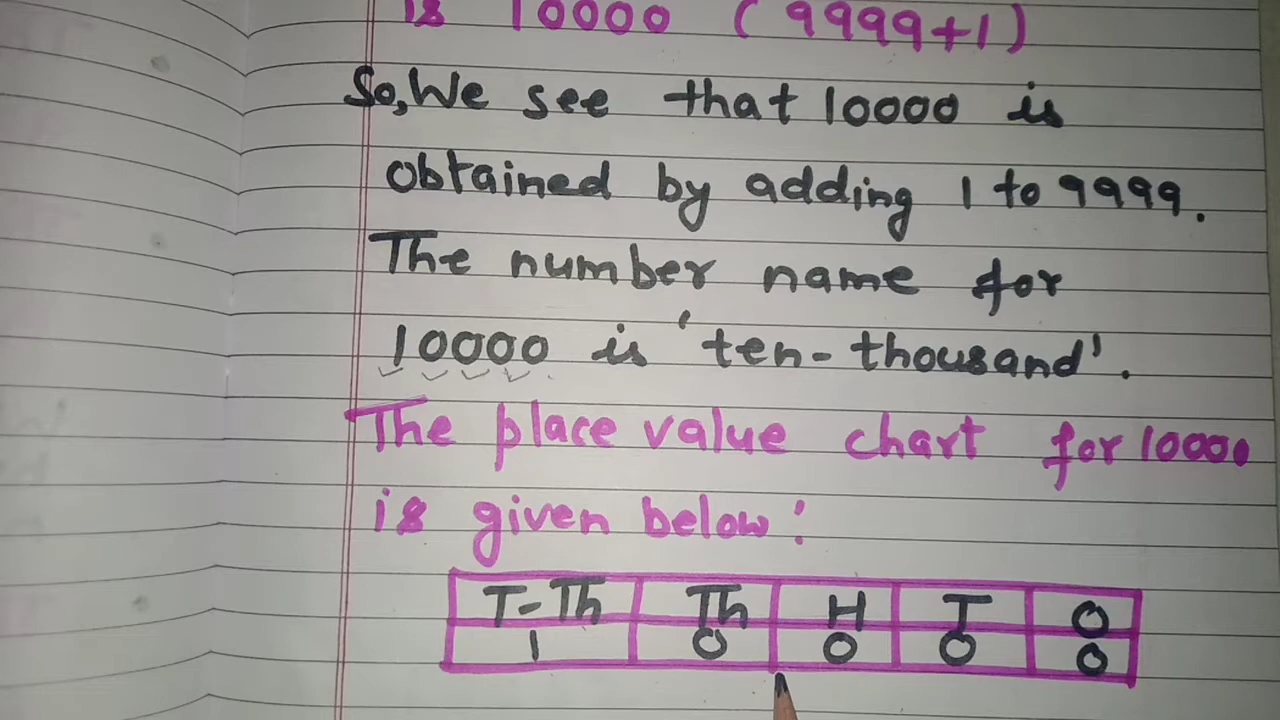 is 10000 (9999+1)
So, We see that 10000 is
obtained by adding 1 to 9999.
The number name for
10000 is 'ten-thousand'.
The place value chart for 10000
is given below:
T-Th Th H T O
1 0 0 0 0